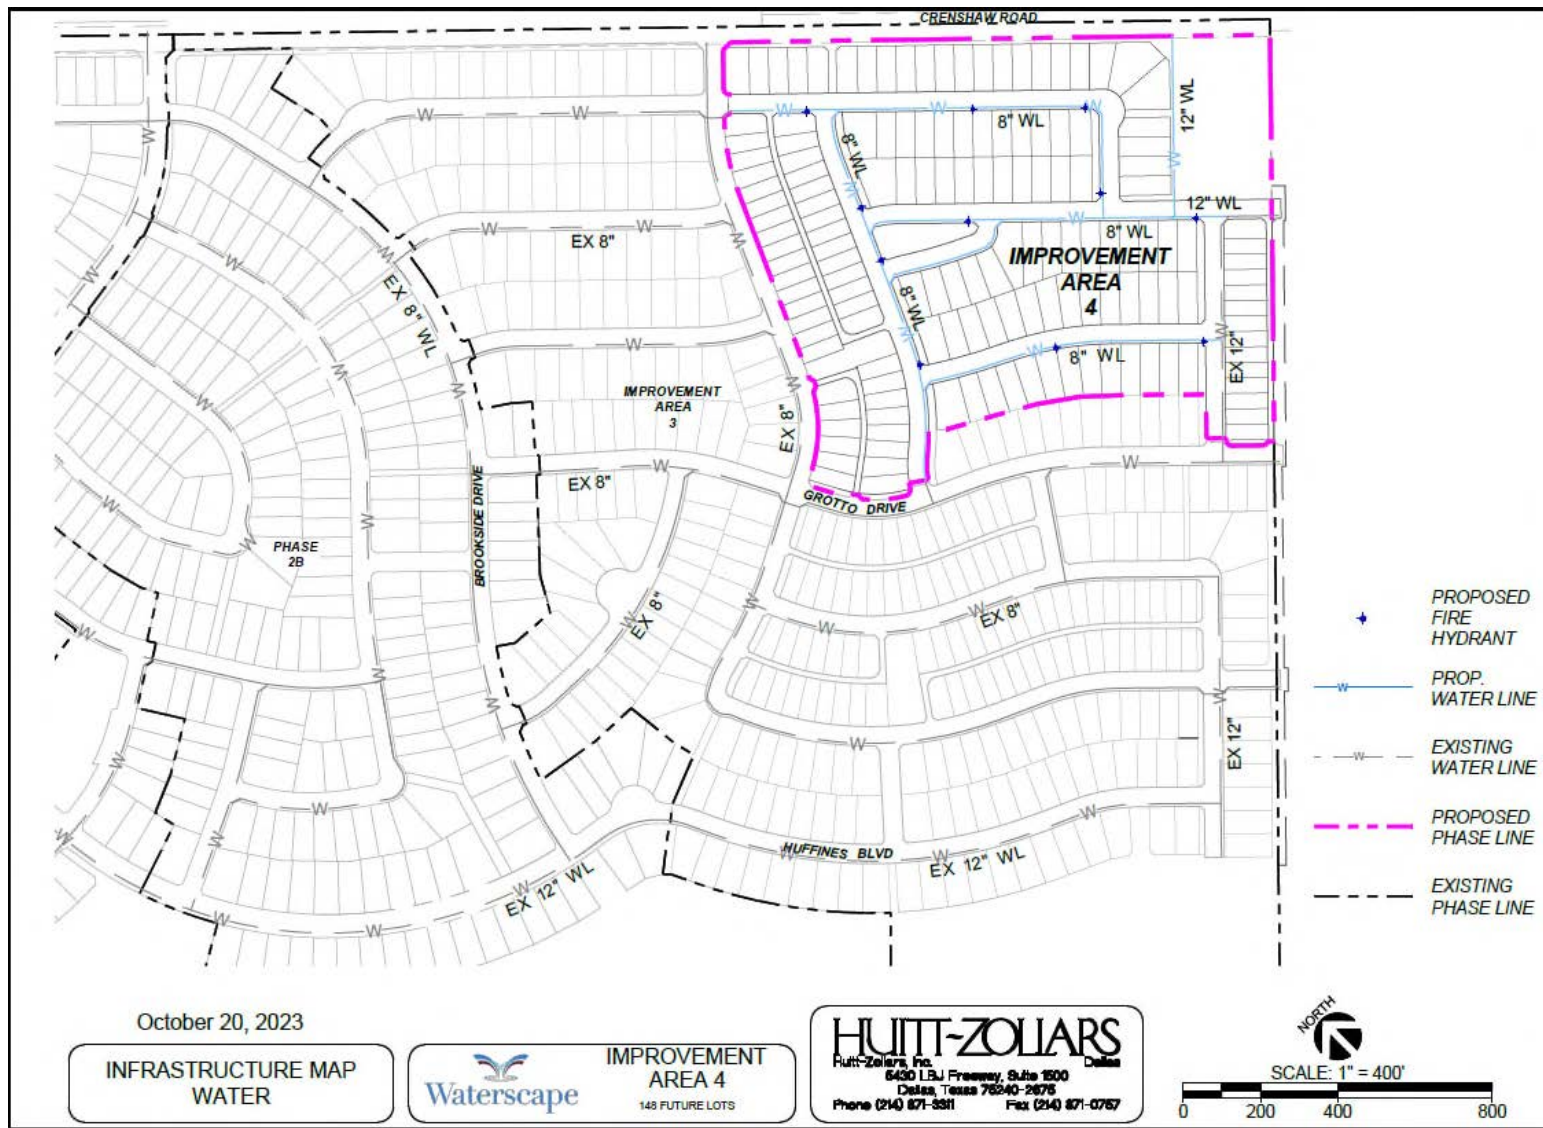 CRENSHAW ROAD
W
W
W
W
8" WL
12" WL
W
8" WL
W
W
W
W
12" WL
W
W
EX 8"
W
8" WL
W
W
W
EX 8" WL
IMPROVEMENT
AREA
4
8" WL
W
W
W
W
8" WL
EX 12"
W
W
IMPROVEMENT
AREA
3
W
EX 8"
W
W
W
EX 8"
BROOKSIDE DRIVE
GROTTO DRIVE
W
W
W
PHASE
2B
W
EX 8"
W
W
W
EX 8"
W
W
W
W
EX 12"
W
W
W
W
W
W
HUFFINES BLVD
W
W
EX 12" WL
W
EX 12" WL
W
W
PROPOSED
FIRE
HYDRANT
PROP.
WATER LINE
W
EXISTING
WATER LINE
W
PROPOSED
PHASE LINE
EXISTING
PHASE LINE
October 20, 2023
INFRASTRUCTURE MAP
WATER
Waterscape
IMPROVEMENT
AREA 4
148 FUTURE LOTS
HUITT-ZOLLARS
Huitt-Zollars, Inc. Dallas
5430 LBJ Freeway, Suite 1500
Dallas, Texas 75240-2675
Phone (214) 871-3311 Fax (214) 871-0757
NORTH
SCALE: 1" = 400'
0 200 400 800